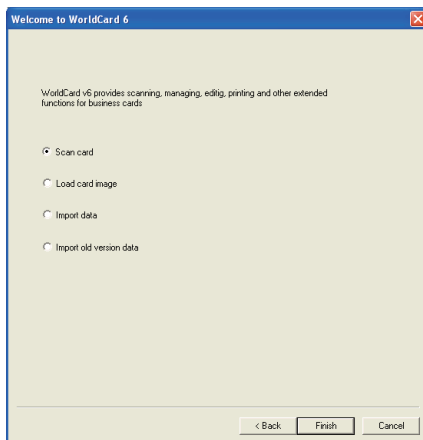 Welcome to WorldCard 6
WorldCard v6 provides scanning, managing, editig, printing and other extended
functions for business cards
Scan card
Load card image
Import data
Import old version data
< Back Finish Cancel